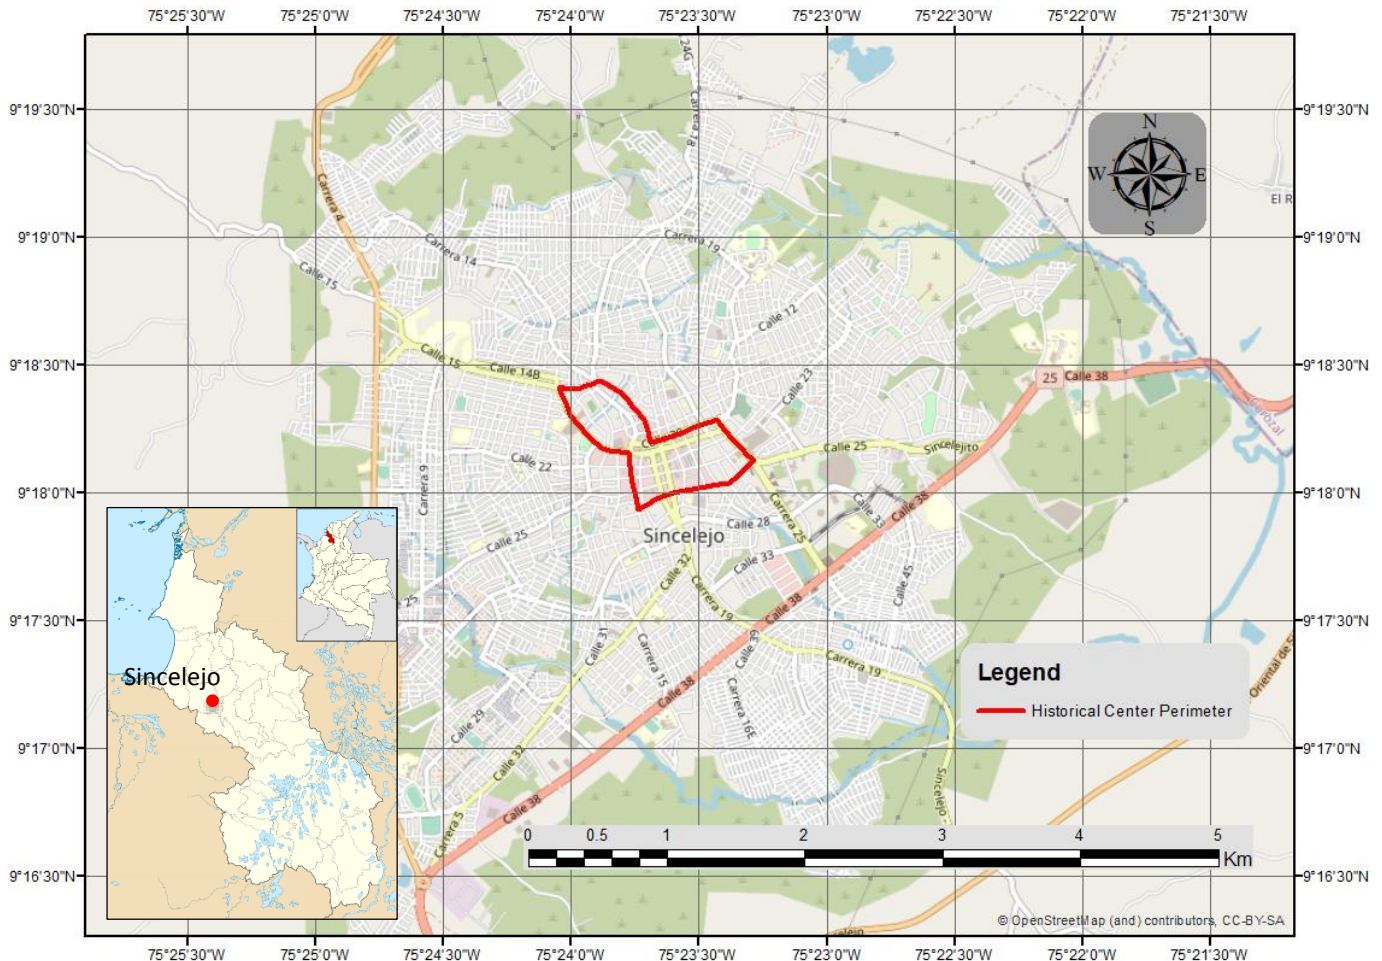 75°25'30"W 75°25'0"W 75°24'30"W 75°24'0"W 75°23'30"W 75°23'0"W 75°22'30"W 75°22'0"W 75°21'30"W
9°19'30"N
9°19'0"N
9°18'30"N
9°18'0"N
9°17'30"N
9°17'0"N
9°16'30"N
9°19'30"N
9°19'0"N
9°18'30"N
9°18'0"N
9°17'30"N
9°17'0"N
9°16'30"N
24G
Carrera 18
N
W
E
S
El R
Carrera 4
Carrera 14
Carrera 19
Calle 15
Calle 12
Calle 15
Calle 14B
Calle 23
25
Calle 38
Corozal
Calle 25
Sincelejito
Calle 22
Carrera 9
Carrera 25
Calle 33
Calle 38
Calle 28
Sincelejo
Calle 25
Calle 33
Calle 32
Calle 45
Carrera 19
Calle 38
25
Calle 31
Carrera 15
Carrera 19
Calle 38
Carrera 16E
Calle 29
Calle 32
Calle 38
Carrera 5
Sincelejo
Oriental de S
Sincelejo
Legend
Historical Center Perimeter
0 0.5 1 2 3 4 5
Km
© OpenStreetMap (and) contributors, CC-BY-SA
75°25'30"W 75°25'0"W 75°24'30"W 75°24'0"W 75°23'30"W 75°23'0"W 75°22'30"W 75°22'0"W 75°21'30"W